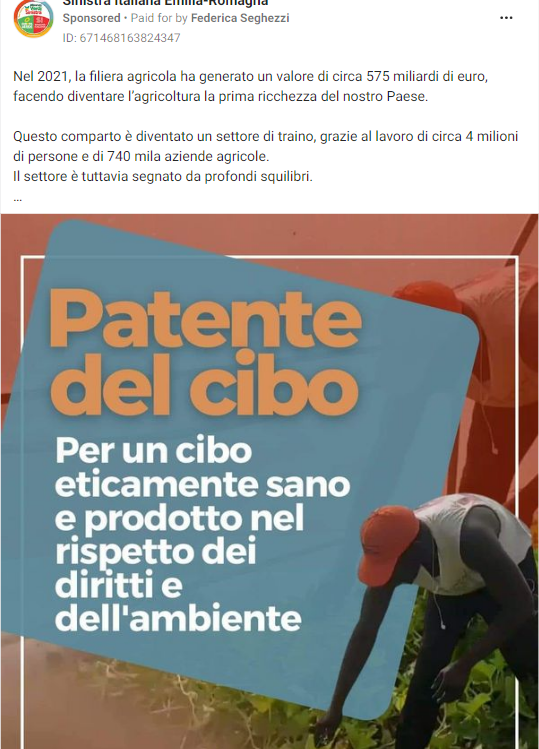 Sinistra Italiana Emilia-Romagna
Sponsored • Paid for by Federica Seghezzi
ID: 671468163824347
Nel 2021, la filiera agricola ha generato un valore di circa 575 miliardi di euro,
facendo diventare l'agricoltura la prima ricchezza del nostro Paese.
Questo comparto è diventato un settore di traino, grazie al lavoro di circa 4 milioni
di persone e di 740 mila aziende agricole.
Il settore è tuttavia segnato da profondi squilibri.
...
Patente
del cibo
Per un cibo
eticamente sano
e prodotto nel
rispetto dei
diritti e
dell'ambiente